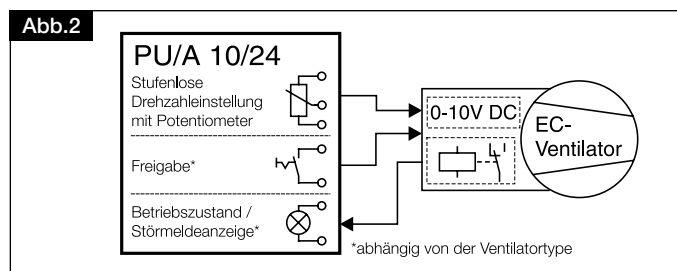 Abb.2
PU/A 10/24
Stufenlose
Drehzahleinstellung
mit Potentiometer
Freigabe*
Betriebszustand /
Störmeldeanzeige*
0-10V DC
EC-
Ventilator
*abhängig von der Ventilatortype